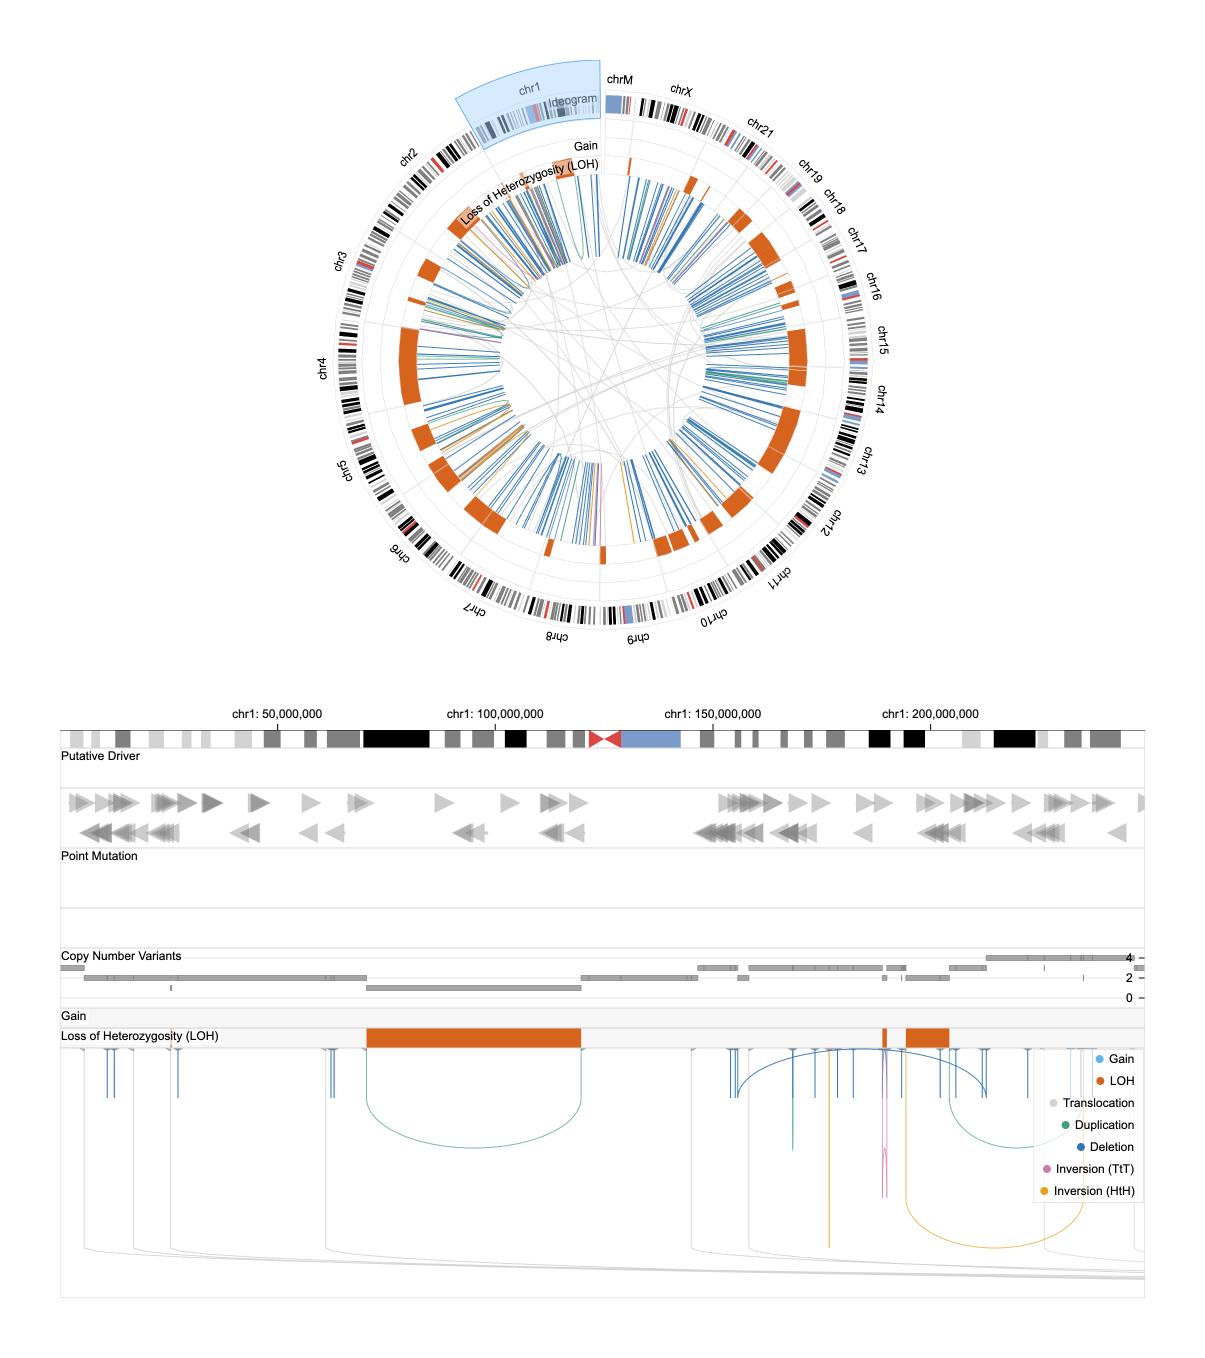 chrM
chrX
chr1
Ideogram
chr21
chr2
Gain
chr19
Loss of Heterozygosity (LOH)
chr18
chr17
chr3
chr16
chr15
chr4
chr14
chr5
chr13
chr12
chr6
chr11
chr7
chr10
chr8
chr9
chr1: 50,000,000
chr1: 100,000,000
chr1: 150,000,000
chr1: 200,000,000
Putative Driver
Point Mutation
Copy Number Variants
4
2
0
Gain
Loss of Heterozygosity (LOH)
Gain
LOH
Translocation
Duplication
Deletion
Inversion (TtT)
Inversion (HtH)